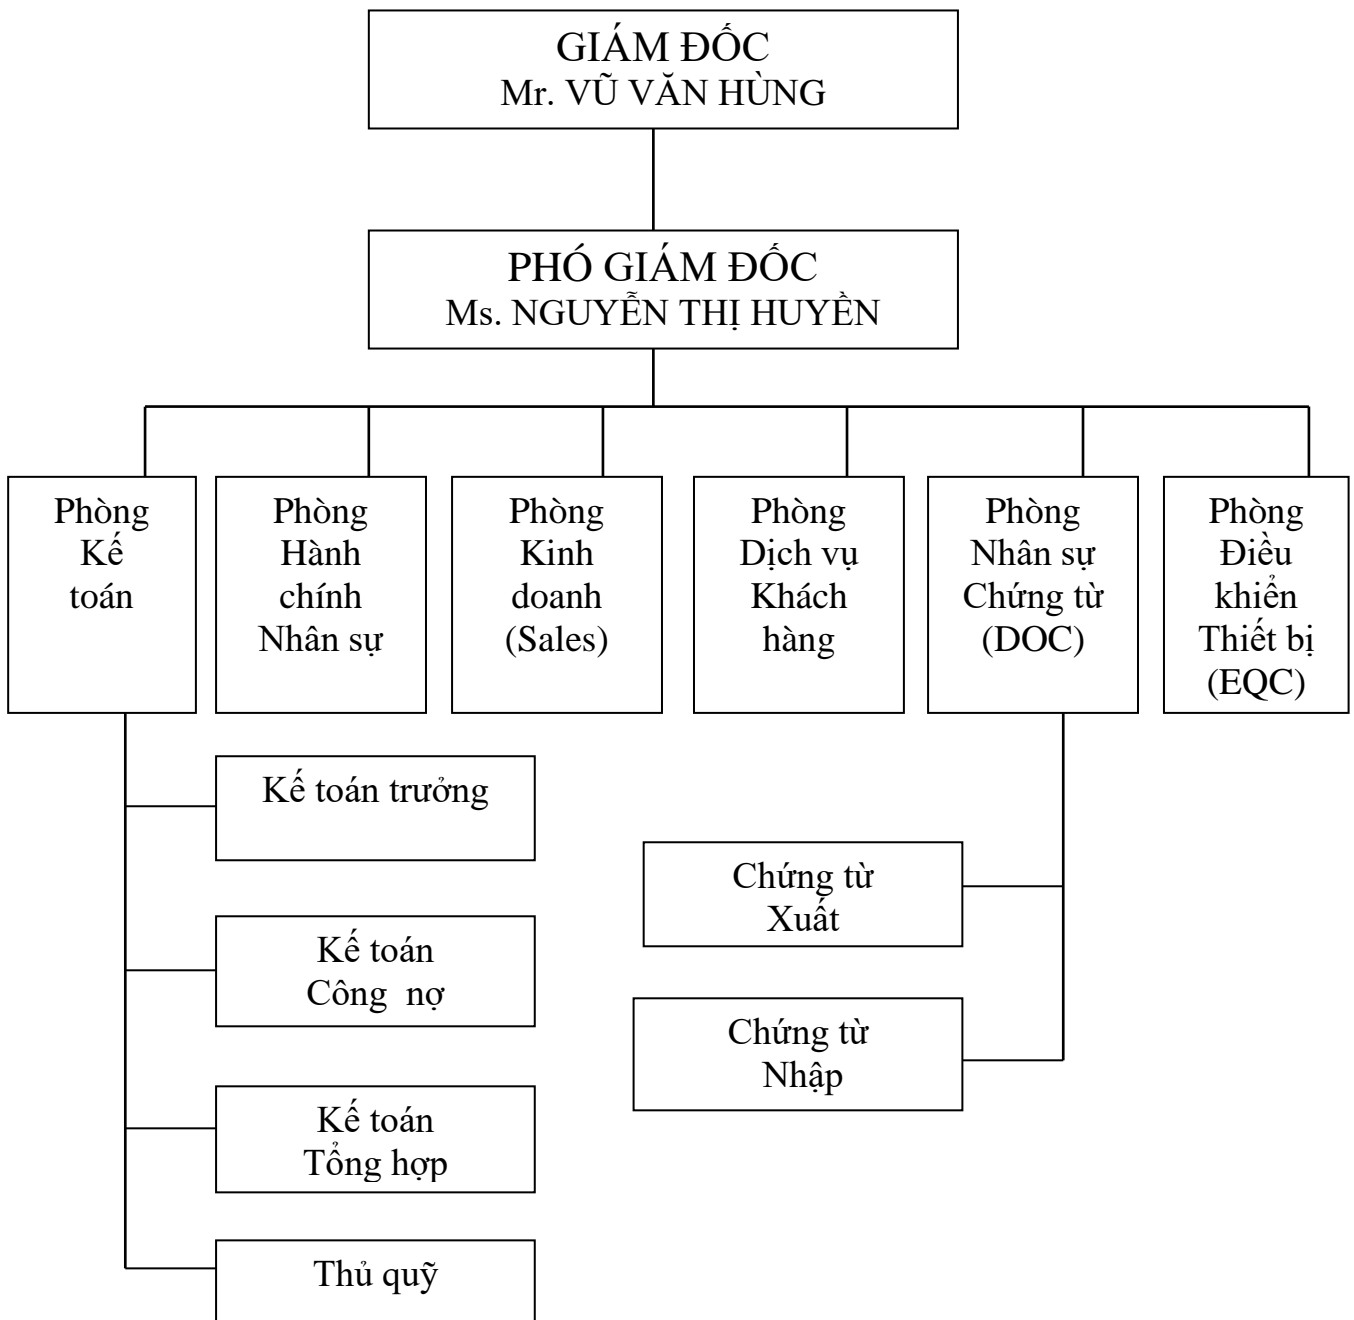 GIÁM ĐỐC
Mr. VŨ VĂN HÙNG
PHÓ GIÁM ĐỐC
Ms. NGUYỄN THỊ HUYỀN
Phòng
Kế
toán
Phòng
Hành
chính
Nhân sự
Phòng
Kinh
doanh
(Sales)
Phòng
Dịch vụ
Khách
hàng
Phòng
Nhân sự
Chứng từ
(DOC)
Phòng
Điều
khiển
Thiết bị
(EQC)
Kế toán trưởng
Kế toán
Công nợ
Kế toán
Tổng hợp
Thủ quỹ
Chứng từ
Xuất
Chứng từ
Nhập